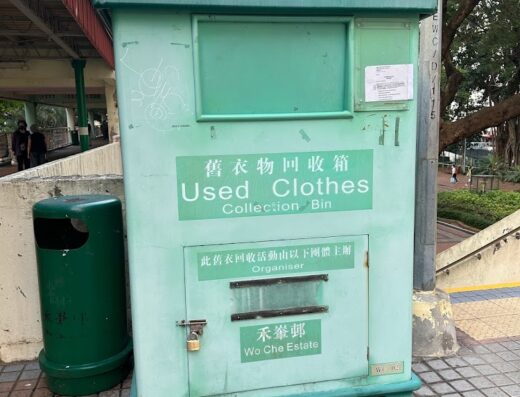 舊衣物回收箱
Used Clothes
Collection Bin
此舊衣回收活動由以下團體主辦
Organiser
禾輋邨
Wo Che Estate